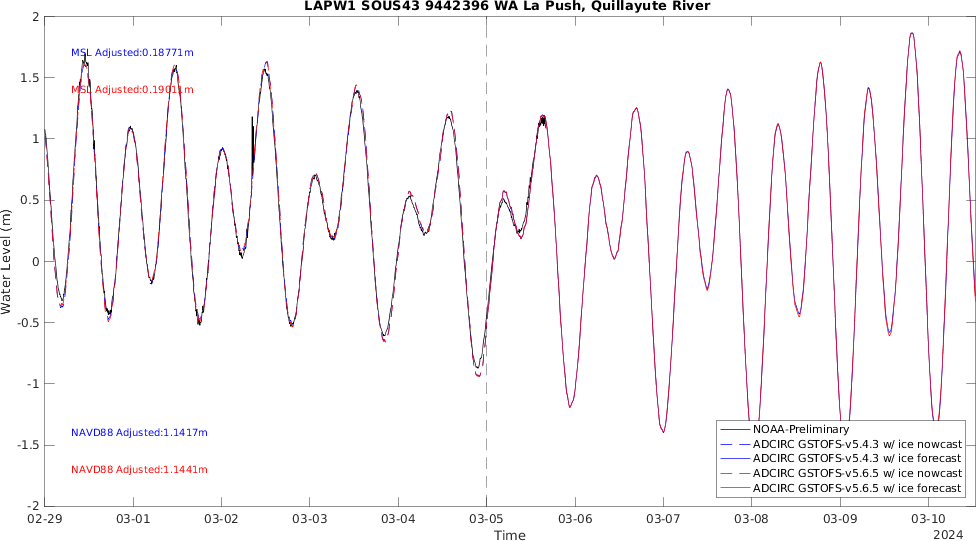 LAPW1 SOUS43 9442396 WA La Push, Quillayute River
Water Level (m)
2
1.5
1
0.5
0
-0.5
-1
-1.5
-2
MSL Adjusted:0.18771m
MSL Adjusted:0.19011m
NAVD88 Adjusted:1.1417m
NAVD88 Adjusted:1.1441m
NOAA-Preliminary
ADCIRC GSTOFS-v5.4.3 w/ ice nowcast
ADCIRC GSTOFS-v5.4.3 w/ ice forecast
ADCIRC GSTOFS-v5.6.5 w/ ice nowcast
ADCIRC GSTOFS-v5.6.5 w/ ice forecast
02-29 03-01 03-02 03-03 03-04 03-05 03-06 03-07 03-08 03-09 03-10
Time
2024